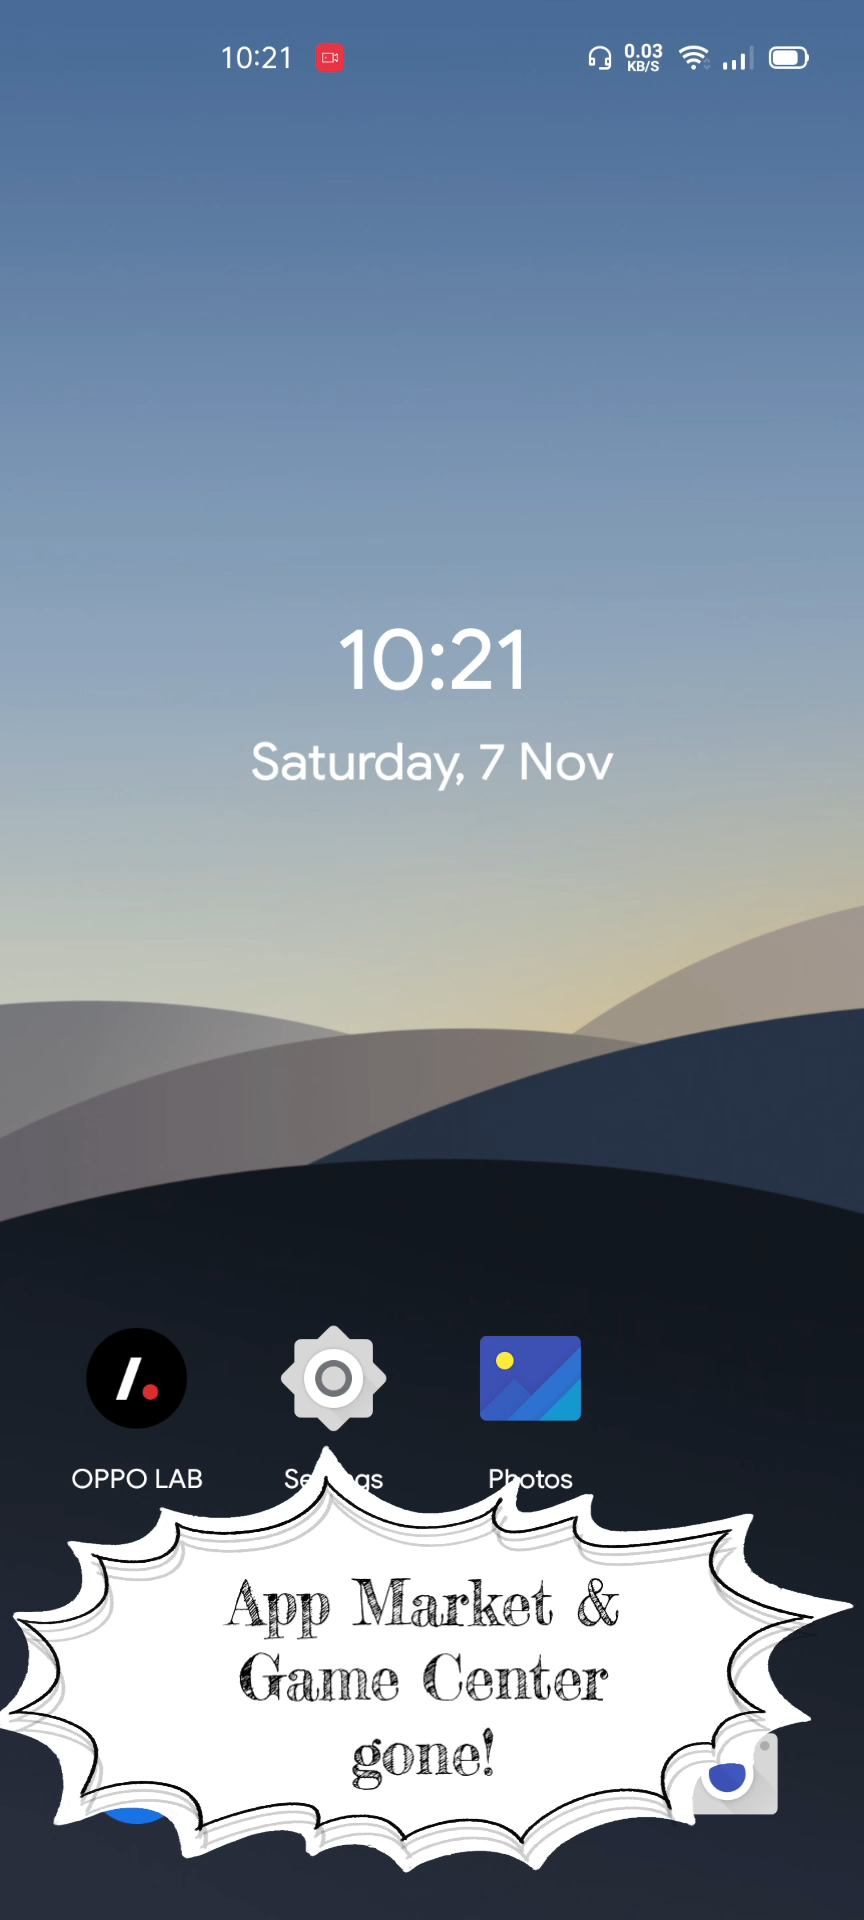 10:21
0.03
KB/S
10:21
Saturday, 7 Nov
OPPO LAB
Photos
App Market &
Game Center
gone!